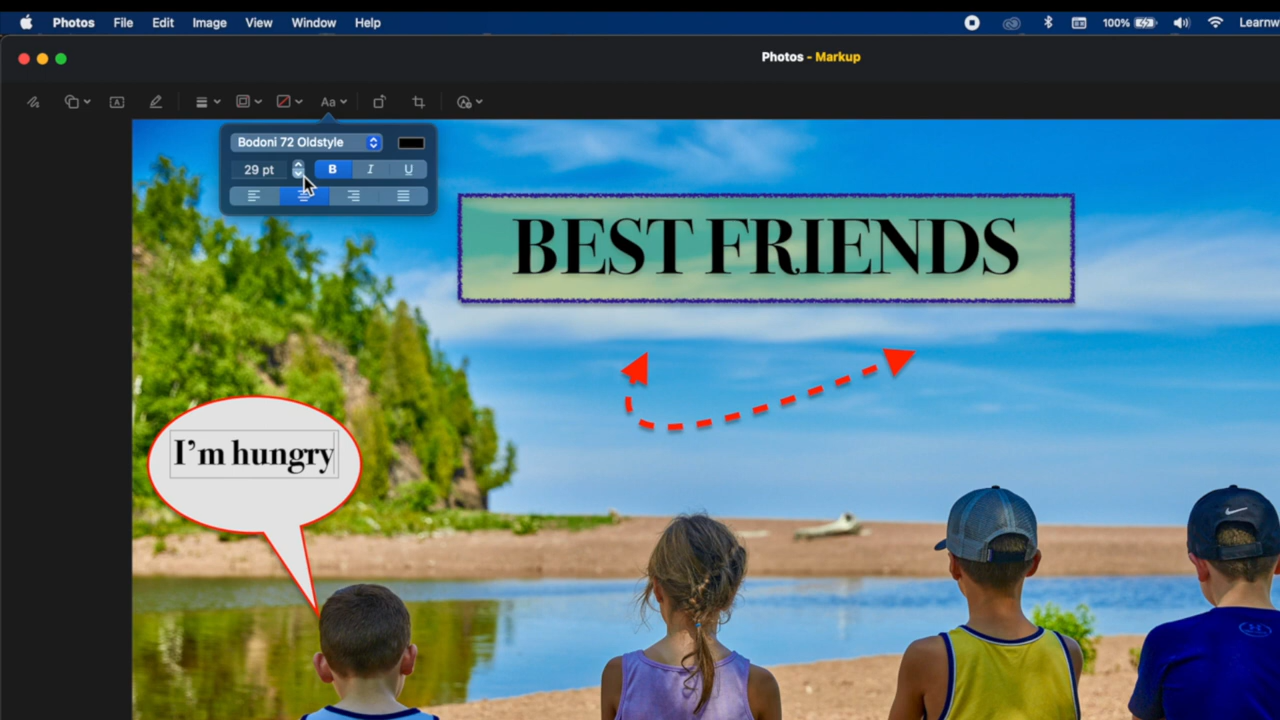 Photos File Edit Image View Window Help 100% Learnw
Photos - Markup
A Aa A
Bodoni 72 Oldstyle
29 pt B I U
BEST FRIENDS
I’m hungry